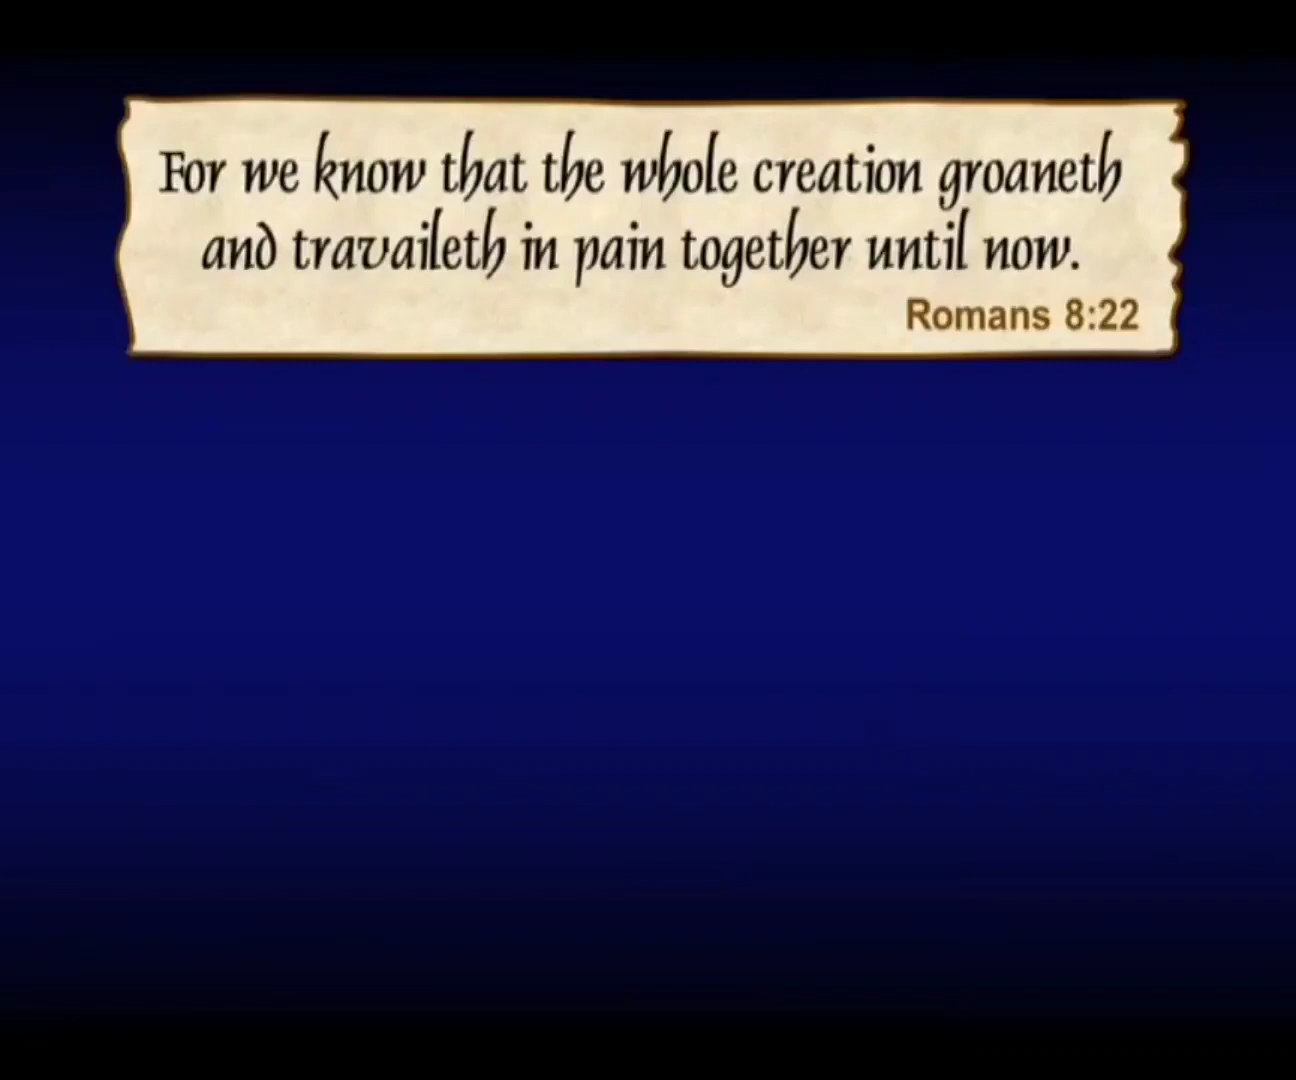 For we know that the whole creation groaneth
and travaileth in pain together until now.
Romans 8:22